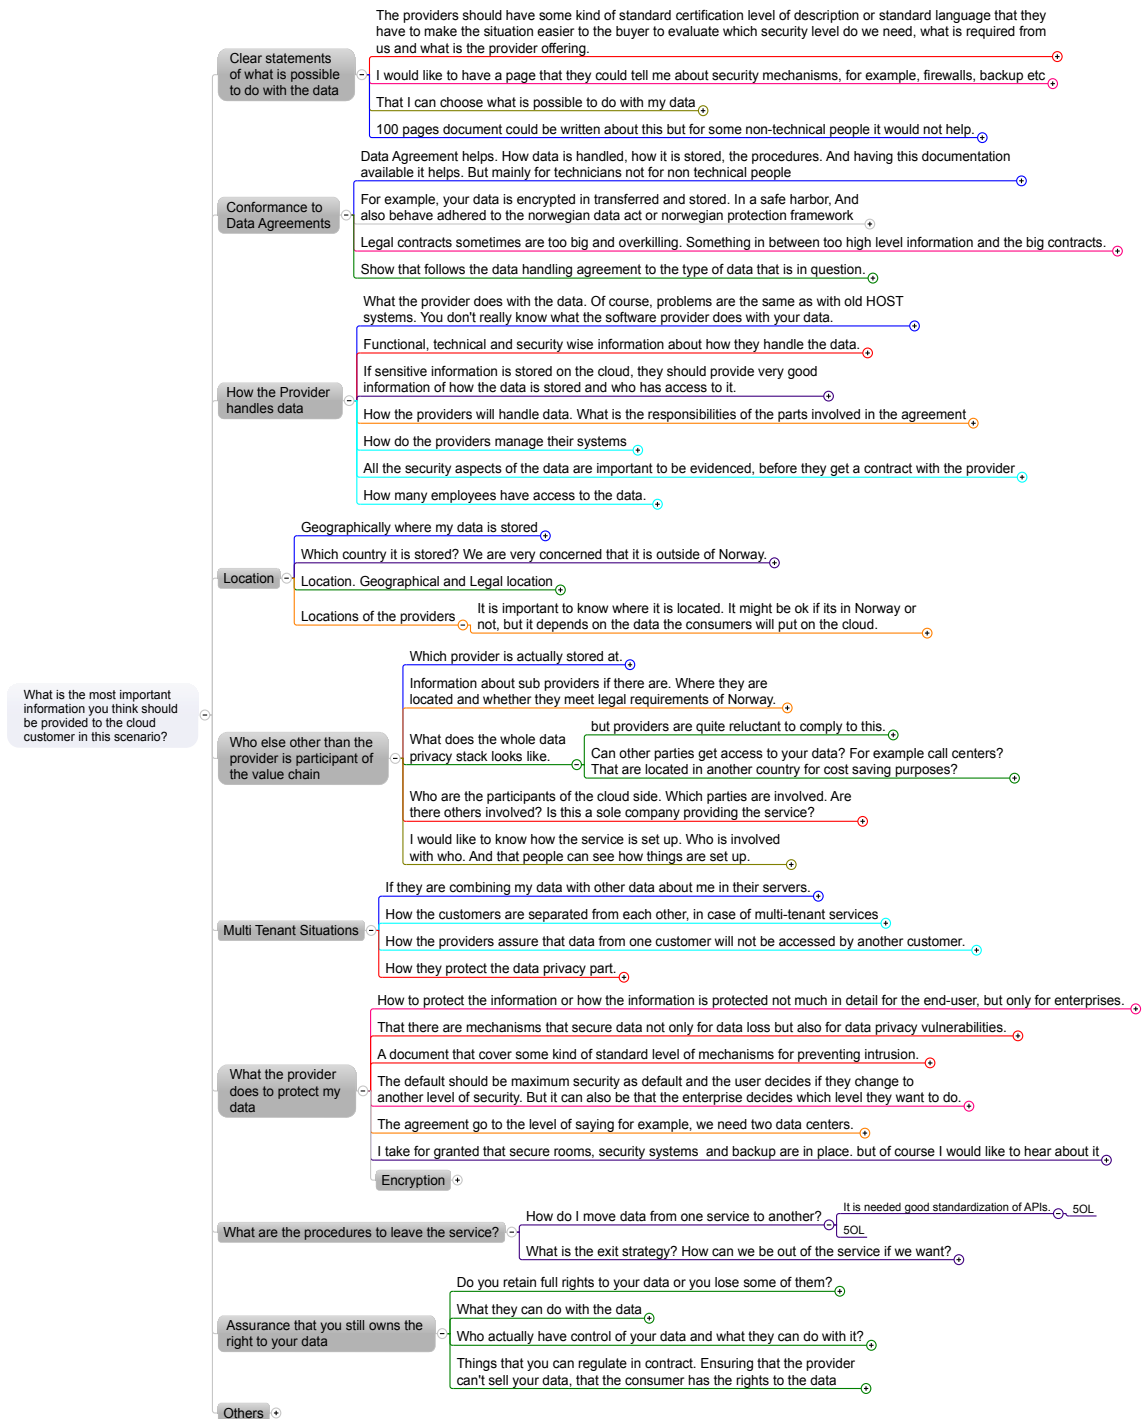 What is the most important
information you think should
be provided to the cloud
customer in this scenario?
Clear statements
of what is possible
to do with the data
The providers should have some kind of standard certification level of description or standard language that they
have to make the situation easier to the buyer to evaluate which security level do we need, what is required from
us and what is the provider offering.
I would like to have a page that they could tell me about security mechanisms, for example, firewalls, backup etc
That I can choose what is possible to do with my data
100 pages document could be written about this but for some non-technical people it would not help.
Conformance to
Data Agreements
Data Agreement helps. How data is handled, how it is stored, the procedures. And having this documentation
available it helps. But mainly for technicians not for non technical people
For example, your data is encrypted in transferred and stored. In a safe harbor, And
also behave adhered to the norwegian data act or norwegian protection framework
Legal contracts sometimes are too big and overkilling. Something in between too high level information and the big contracts.
Show that follows the data handling agreement to the type of data that is in question.
How the Provider
handles data
What the provider does with the data. Of course, problems are the same as with old HOST
systems. You don't really know what the software provider does with your data.
Functional, technical and security wise information about how they handle the data.
If sensitive information is stored on the cloud, they should provide very good
information of how the data is stored and who has access to it.
How the providers will handle data. What is the responsibilities of the parts involved in the agreement
How do the providers manage their systems
All the security aspects of the data are important to be evidenced, before they get a contract with the provider
How many employees have access to the data.
Location
Geographically where my data is stored
Which country it is stored? We are very concerned that it is outside of Norway.
Location. Geographical and Legal location
Locations of the providers
It is important to know where it is located. It might be ok if its in Norway or
not, but it depends on the data the consumers will put on the cloud.
Who else other than the
provider is participant of
the value chain
Which provider is actually stored at.
Information about sub providers if there are. Where they are
located and whether they meet legal requirements of Norway.
What does the whole data
privacy stack looks like.
but providers are quite reluctant to comply to this.
Can other parties get access to your data? For example call centers?
That are located in another country for cost saving purposes?
Who are the participants of the cloud side. Which parties are involved. Are
there others involved? Is this a sole company providing the service?
I would like to know how the service is set up. Who is involved
with who. And that people can see how things are set up.
Multi Tenant Situations
If they are combining my data with other data about me in their servers.
How the customers are separated from each other, in case of multi-tenant services
How the providers assure that data from one customer will not be accessed by another customer.
How they protect the data privacy part.
What the provider
does to protect my
data
How to protect the information or how the information is protected not much in detail for the end-user, but only for enterprises.
That there are mechanisms that secure data not only for data loss but also for data privacy vulnerabilities.
A document that cover some kind of standard level of mechanisms for preventing intrusion.
The default should be maximum security as default and the user decides if they change to
another level of security. But it can also be that the enterprise decides which level they want to do.
The agreement go to the level of saying for example, we need two data centers.
I take for granted that secure rooms, security systems  and backup are in place. but of course I would like to hear about it
Encryption
What are the procedures to leave the service?
How do I move data from one service to another?
It is needed good standardization of APIs.
5OL
5OL
What is the exit strategy? How can we be out of the service if we want?
Assurance that you still owns the
right to your data
Do you retain full rights to your data or you lose some of them?
What they can do with the data
Who actually have control of your data and what they can do with it?
Things that you can regulate in contract. Ensuring that the provider
can't sell your data, that the consumer has the rights to the data
Others